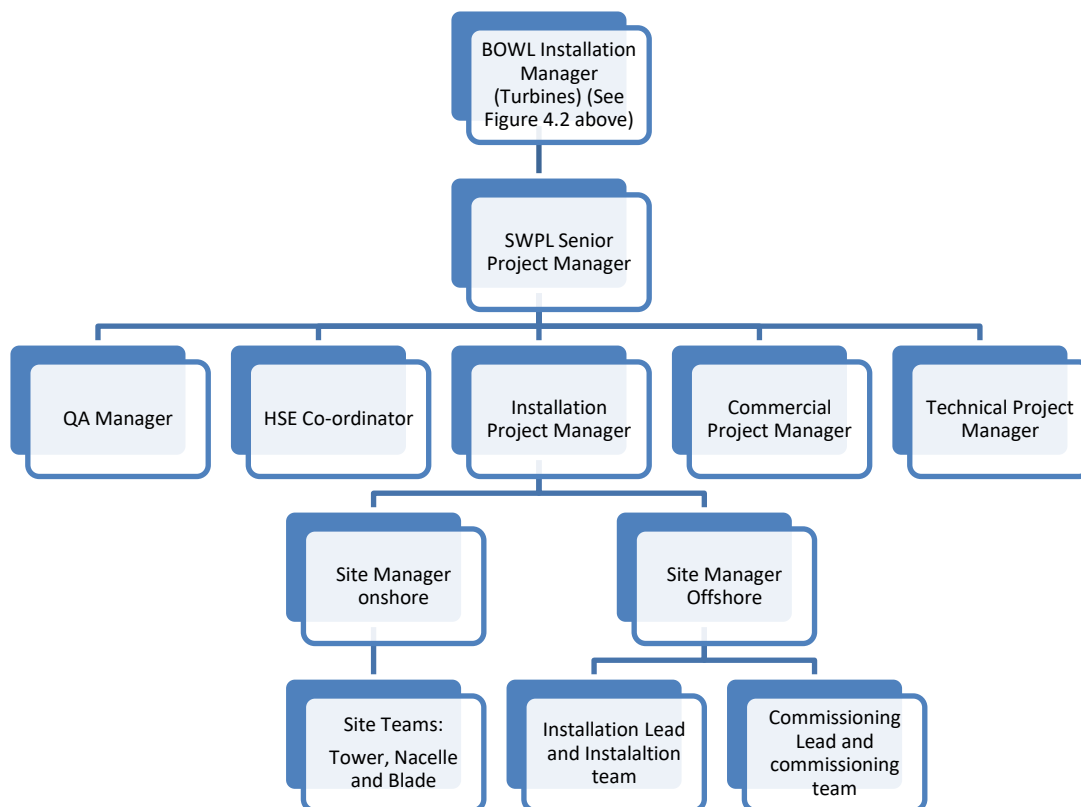 BOWL Installation
Manager
(Turbines) (See
Figure 4.2 above)
SWPL Senior
Project Manager
QA Manager
HSE Co-ordinator
Installation
Project Manager
Commercial
Project Manager
Technical Project
Manager
Site Manager
onshore
Site Manager
Offshore
Site Teams:
Tower, Nacelle
and Blade
Installation Lead
and Instalaltion
team
Commissioning
Lead and
commissioning
team